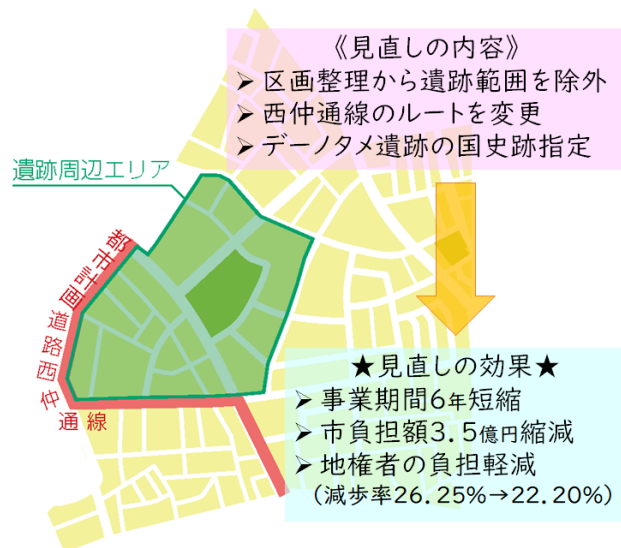 《見直しの内容》
➢ 区画整理から遺跡範囲を除外
➢ 西仲通線のルートを変更
➢ デーノタメ遺跡の国史跡指定
遺跡周辺エリア
都市計画
道路西仲
通線
★見直しの効果★
➢ 事業期間6年短縮
➢ 市負担額3.5億円縮減
➢ 地権者の負担軽減
(減歩率26.25%→22.20%)